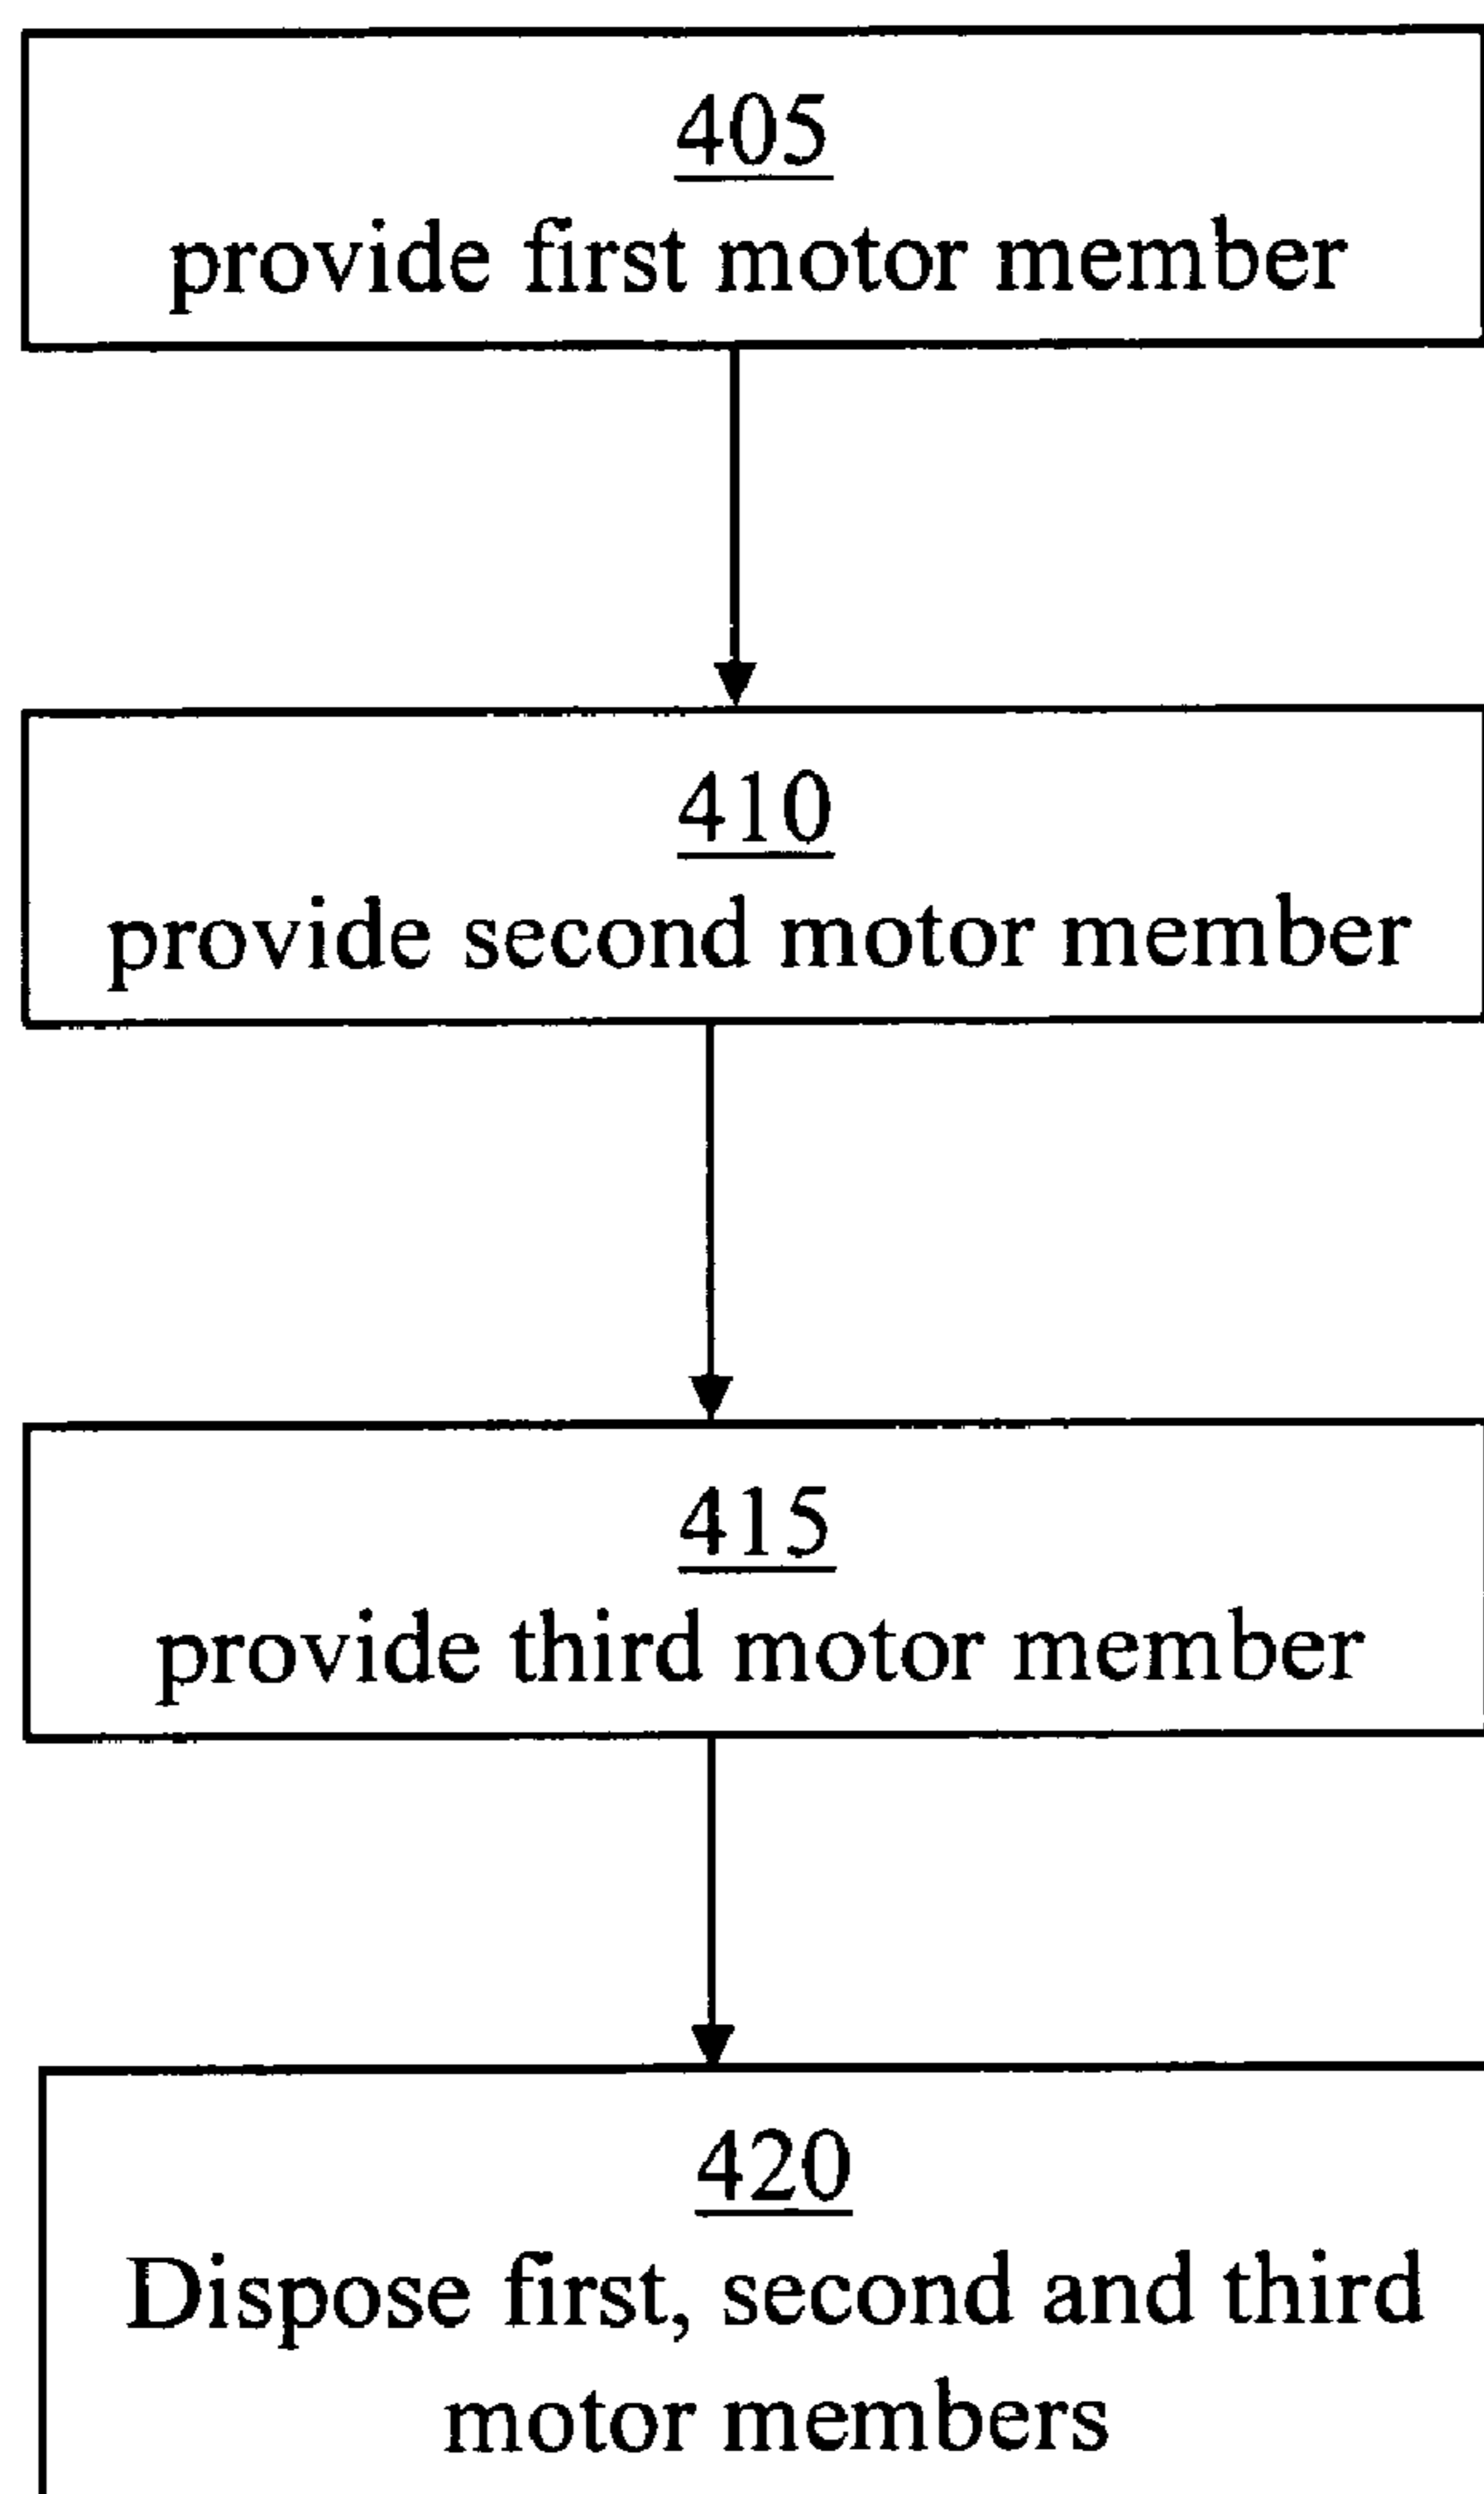 405
provide first motor member
410
provide second motor member
415
provide third motor member
420
Dispose first, second and third
motor members